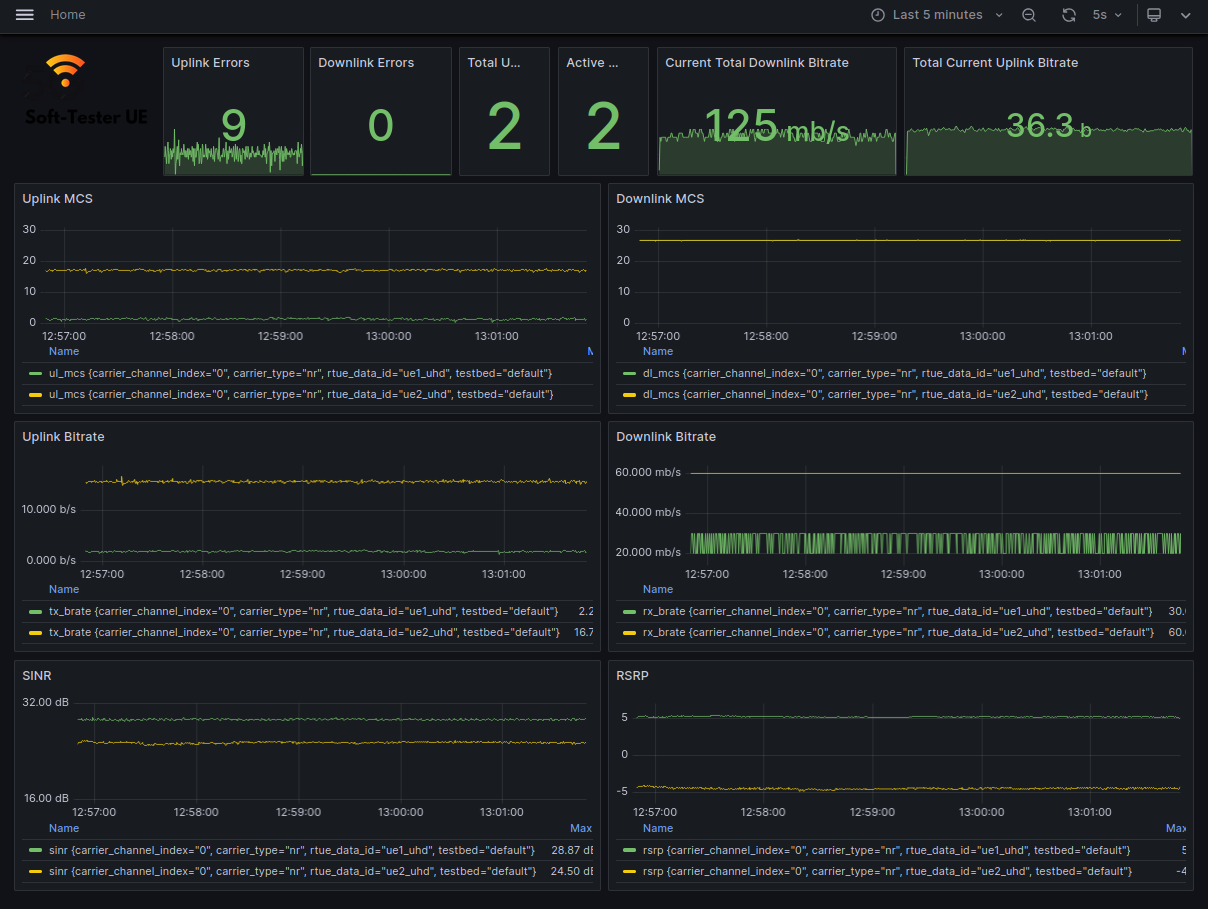 Home
Last 5 minutes
5s
Soft-Tester UE
Uplink Errors
9
Downlink Errors
0
Total U...
2
Active ...
2
Current Total Downlink Bitrate
125 mb/s
Total Current Uplink Bitrate
36.3 b
Uplink MCS
30
20
10
0
12:57:00 12:58:00 12:59:00 13:00:00 13:01:00
Name M
ul_mcs {carrier_channel_index="0", carrier_type="nr", rtue_data_id="ue1_uhd", testbed="default"}
ul_mcs {carrier_channel_index="0", carrier_type="nr", rtue_data_id="ue2_uhd", testbed="default"}
Downlink MCS
30
20
10
0
12:57:00 12:58:00 12:59:00 13:00:00 13:01:00
Name M
dl_mcs {carrier_channel_index="0", carrier_type="nr", rtue_data_id="ue1_uhd", testbed="default"}
dl_mcs {carrier_channel_index="0", carrier_type="nr", rtue_data_id="ue2_uhd", testbed="default"}
Uplink Bitrate
10.000 b/s
0.000 b/s
12:57:00 12:58:00 12:59:00 13:00:00 13:01:00
Name
tx_brate {carrier_channel_index="0", carrier_type="nr", rtue_data_id="ue1_uhd", testbed="default"} 2.2
tx_brate {carrier_channel_index="0", carrier_type="nr", rtue_data_id="ue2_uhd", testbed="default"} 16.7
Downlink Bitrate
60.000 mb/s
40.000 mb/s
20.000 mb/s
12:57:00 12:58:00 12:59:00 13:00:00 13:01:00
Name
rx_brate {carrier_channel_index="0", carrier_type="nr", rtue_data_id="ue1_uhd", testbed="default"} 30.
rx_brate {carrier_channel_index="0", carrier_type="nr", rtue_data_id="ue2_uhd", testbed="default"} 60.
SINR
32.00 dB
16.00 dB
12:57:00 12:58:00 12:59:00 13:00:00 13:01:00
Name Max
sinr {carrier_channel_index="0", carrier_type="nr", rtue_data_id="ue1_uhd", testbed="default"} 28.87 dB
sinr {carrier_channel_index="0", carrier_type="nr", rtue_data_id="ue2_uhd", testbed="default"} 24.50 dB
RSRP
5
0
-5
12:57:00 12:58:00 12:59:00 13:00:00 13:01:00
Name Max
rsrp {carrier_channel_index="0", carrier_type="nr", rtue_data_id="ue1_uhd", testbed="default"} 5
rsrp {carrier_channel_index="0", carrier_type="nr", rtue_data_id="ue2_uhd", testbed="default"} -4